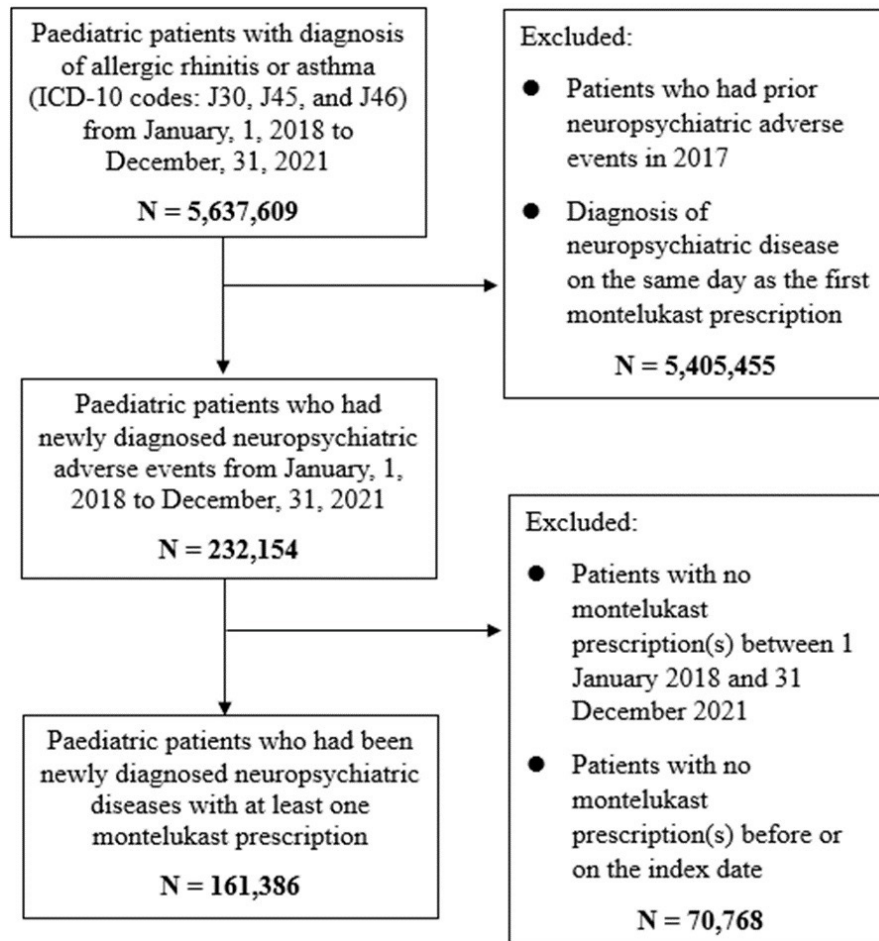 Paediatric patients with diagnosis
of allergic rhinitis or asthma
(ICD-10 codes: J30, J45, and J46)
from January, 1, 2018 to
December, 31, 2021
N = 5,637,609
Excluded:
● Patients who had prior
neuropsychiatric adverse
events in 2017
● Diagnosis of
neuropsychiatric disease
on the same day as the first
montelukast prescription
N = 5,405,455
Paediatric patients who had
newly diagnosed neuropsychiatric
adverse events from January, 1,
2018 to December, 31, 2021
N = 232,154
Excluded:
● Patients with no
montelukast
prescription(s) between 1
January 2018 and 31
December 2021
● Patients with no
montelukast
prescription(s) before or
on the index date
N = 70,768
Paediatric patients who had been
newly diagnosed neuropsychiatric
diseases with at least one
montelukast prescription
N = 161,386